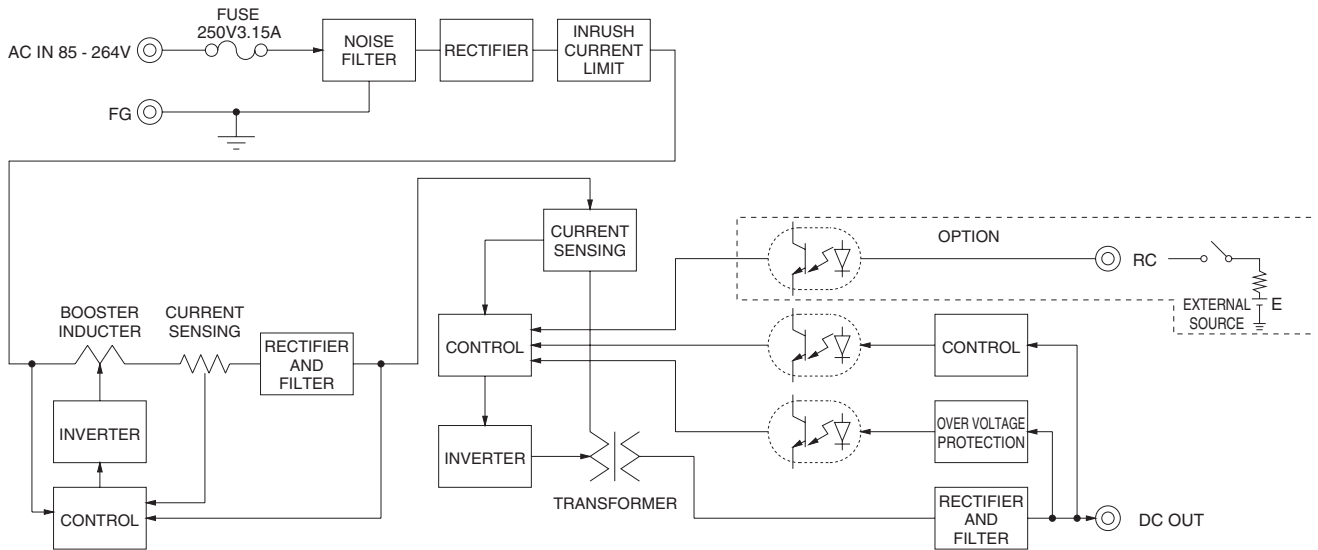 FUSE
250V3.15A
AC IN 85 - 264V
NOISE
FILTER
RECTIFIER
INRUSH
CURRENT
LIMIT
FG
CURRENT
SENSING
OPTION
RC
EXTERNAL
SOURCE
E
BOOSTER
INDUCTER
CURRENT
SENSING
RECTIFIER
AND
FILTER
CONTROL
CONTROL
INVERTER
INVERTER
OVER VOLTAGE
PROTECTION
TRANSFORMER
CONTROL
RECTIFIER
AND
FILTER
DC OUT